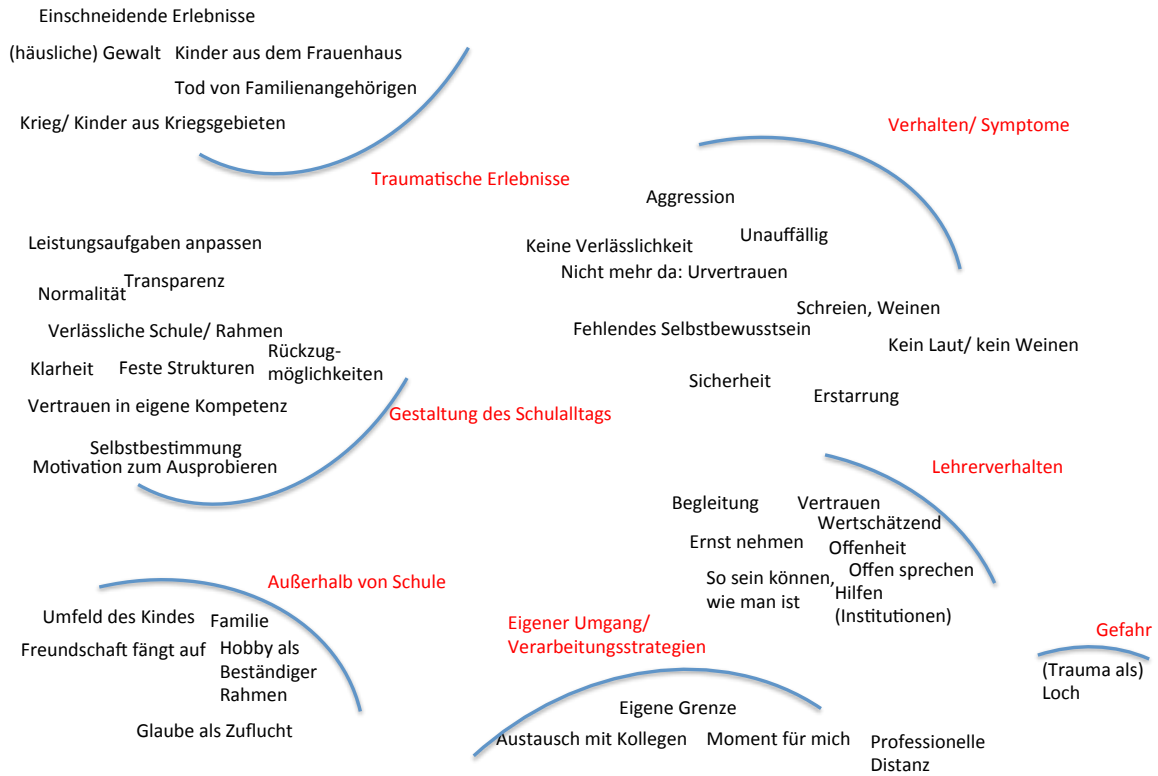 Einschneidende Erlebnisse
(häusliche) Gewalt Kinder aus dem Frauenhaus
Tod von Familienangehörigen
Krieg/ Kinder aus Kriegsgebieten
Traumatische Erlebnisse
Verhalten/ Symptome
Aggression
Unauffällig
Keine Verlässlichkeit
Nicht mehr da: Urvertrauen
Schreien, Weinen
Fehlendes Selbstbewusstsein
Kein Laut/ kein Weinen
Sicherheit
Erstarrung
Leistungsaufgaben anpassen
Transparenz
Normalität
Verlässliche Schule/ Rahmen
Rückzug-
möglichkeiten
Klarheit Feste Strukturen
Vertrauen in eigene Kompetenz
Gestaltung des Schulalltags
Selbstbestimmung
Motivation zum Ausprobieren
Lehrerverhalten
Begleitung Vertrauen
Wertschätzend
Ernst nehmen Offenheit
Offen sprechen
So sein können,
wie man ist
Hilfen
(Institutionen)
Außerhalb von Schule
Umfeld des Kindes Familie
Freundschaft fängt auf
Hobby als
Beständiger
Rahmen
Glaube als Zuflucht
Eigener Umgang/
Verarbeitungsstrategien
Eigene Grenze
Austausch mit Kollegen Moment für mich
Professionelle
Distanz
Gefahr
(Trauma als)
Loch